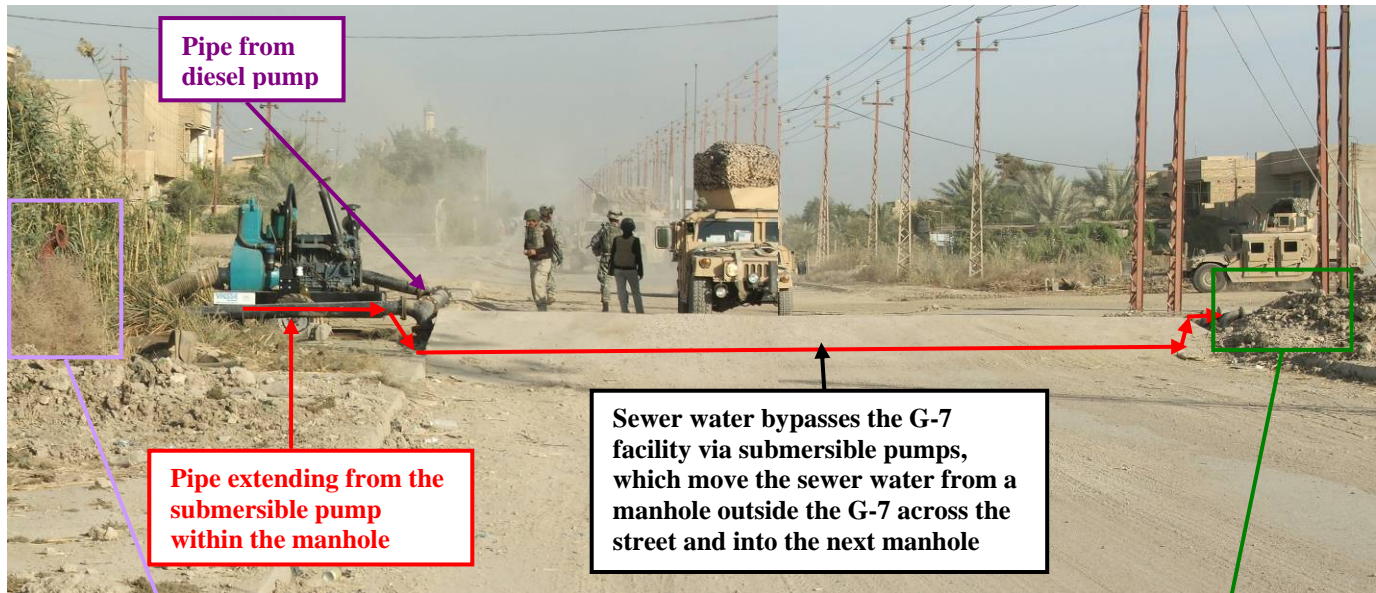 Pipe from
diesel pump
Pipe extending from the
submersible pump
within the manhole
Sewer water bypasses the G-7
facility via submersible pumps,
which move the sewer water from a
manhole outside the G-7 across the
street and into the next manhole